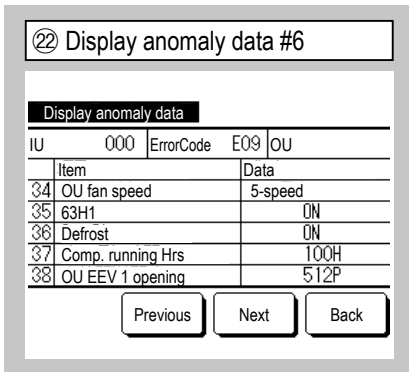 ㉒ Display anomaly data #6
Display anomaly data
IU 000 ErrorCode E09 OU
Item Data
34 OU fan speed 5-speed
35 63H1 ON
36 Defrost ON
37 Comp. running Hrs 100H
38 OU EEV 1 opening 512P
Previous Next Back